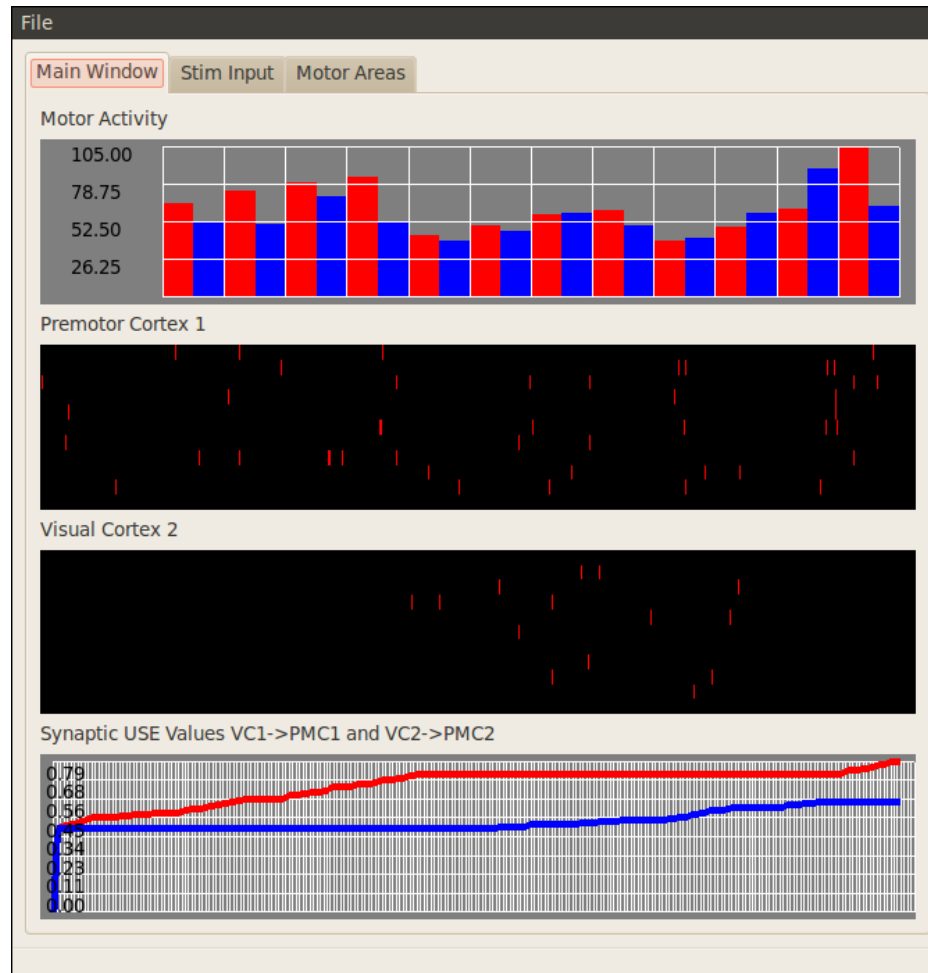 File
Main Window Stim Input Motor Areas
Motor Activity
105.00
78.75
52.50
26.25
Premotor Cortex 1
Visual Cortex 2
Synaptic USE Values VC1->PMC1 and VC2->PMC2
0.79
0.68
0.56
0.45
0.34
0.23
0.11
0.00